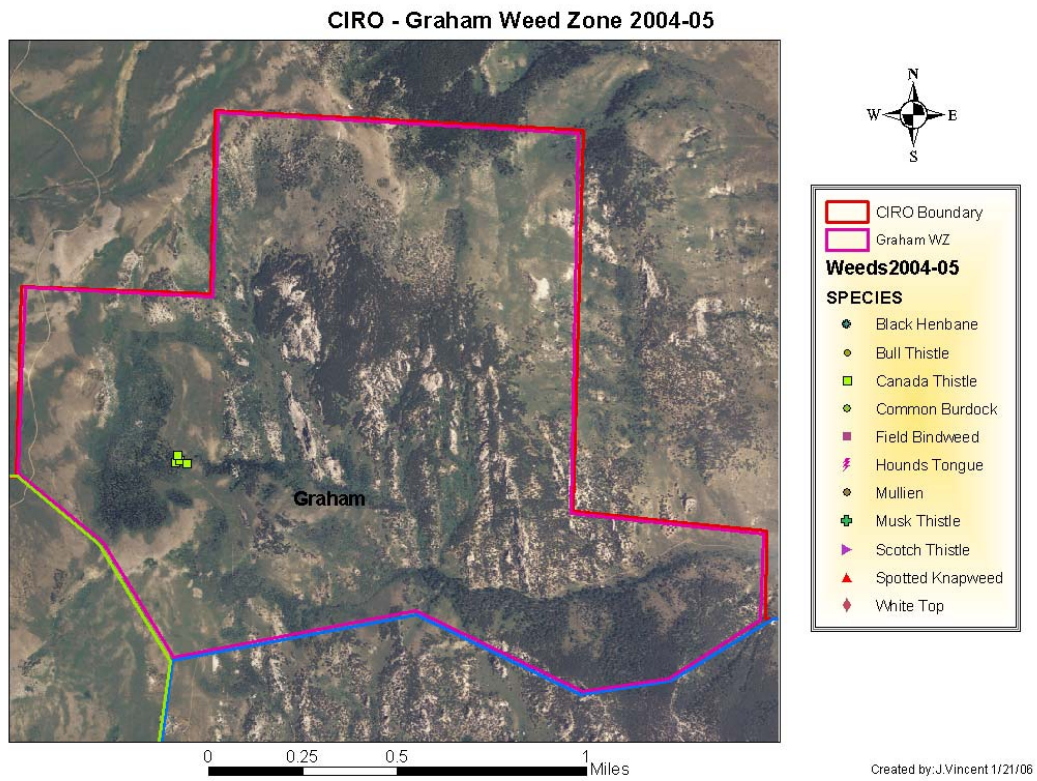 CIRO - Graham Weed Zone 2004-05
N
W E
S
CIRO Boundary
Graham WZ
Weeds2004-05
SPECIES
Black Henbane
Bull Thistle
Canada Thistle
Common Burdock
Field Bindweed
Hounds Tongue
Mullien
Musk Thistle
Scotch Thistle
Spotted Knapweed
White Top
Graham
0 0.25 0.5 1
Miles
Created by:J.Vincent 1/21/06